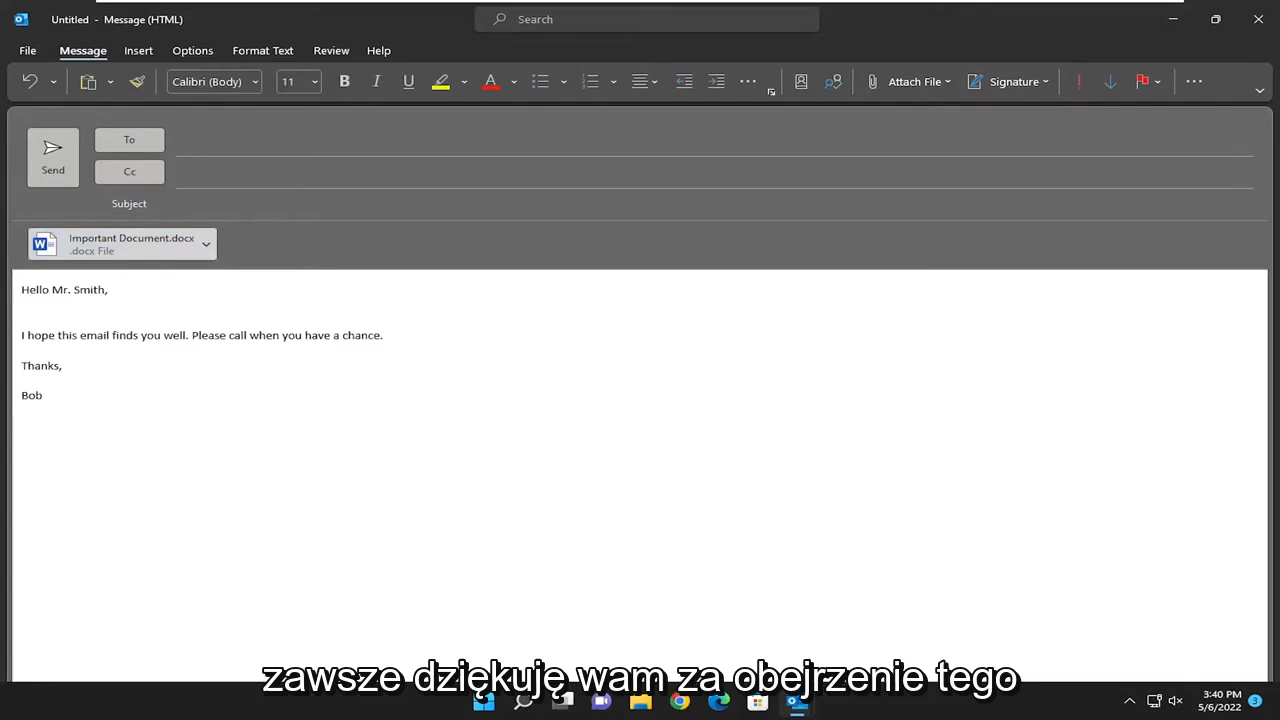 Untitled - Message (HTML)
Search
File Message Insert Options Format Text Review Help
Calibri (Body) 11 B I U A Attach File Signature
To
Send
Cc
Subject
Important Document.docx
.docx File
Hello Mr. Smith,
I hope this email finds you well. Please call when you have a chance.
Thanks,
Bob
zawsze dziękuję wam za obejrzenie tego
3:40 PM
5/6/2022
3